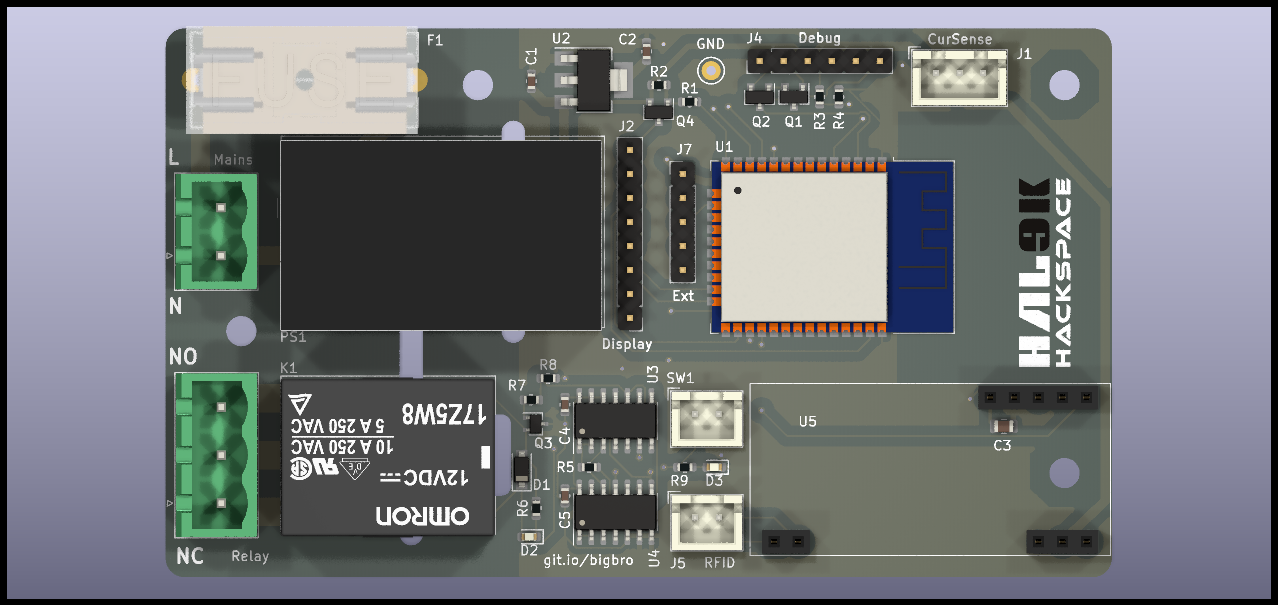 FUSE
F1
U2
C1
C2
R2
R1
Q4
GND
J4
Debug
Q2
Q1
R3
R4
CurSense
J1
L
Mains
N
J2
J7
U1
Ext
HAL9K
HACKSPACE
PS1
Display
NO
K1
17Z5W8
5 A 250 VAC
10 A 250 VAC
12VDC
OMRON
R8
R7
U3
SW1
C4
Q3
R5
D1
R9
D3
R6
C5
D2
U5
C3
NC
Relay
git.io/bigbro
U4
J5
RFID